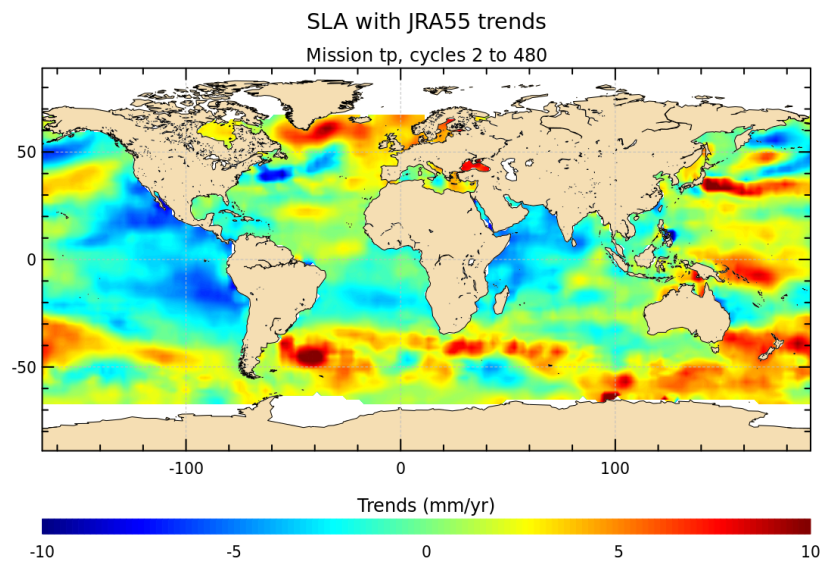 SLA with JRA55 trends
Mission tp, cycles 2 to 480
50
0
-50
-100 0 100
Trends (mm/yr)
-10 -5 0 5 10